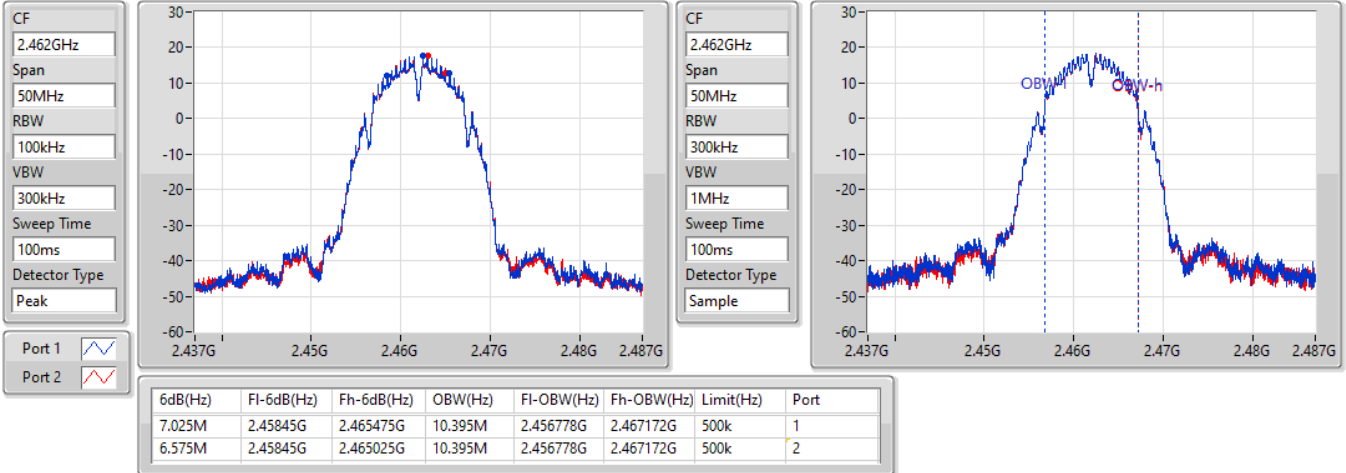 CF
2.462GHz
Span
50MHz
RBW
100kHz
VBW
300kHz
Sweep Time
100ms
Detector Type
Peak
Port 1
Port 2
30
20
10
0
-10
-20
-30
-40
-50
-60
2.437G 2.45G 2.46G 2.47G 2.48G 2.487G
CF
2.462GHz
Span
50MHz
RBW
300kHz
VBW
1MHz
Sweep Time
100ms
Detector Type
Sample
30
20
10
0
-10
-20
-30
-40
-50
-60
OBW-l OBW-h
2.437G 2.45G 2.46G 2.47G 2.48G 2.487G
6dB(Hz) Fl-6dB(Hz) Fh-6dB(Hz) OBW(Hz) Fl-OBW(Hz) Fh-OBW(Hz) Limit(Hz) Port
7.025M 2.45845G 2.465475G 10.395M 2.456778G 2.467172G 500k 1
6.575M 2.45845G 2.465025G 10.395M 2.456778G 2.467172G 500k 2